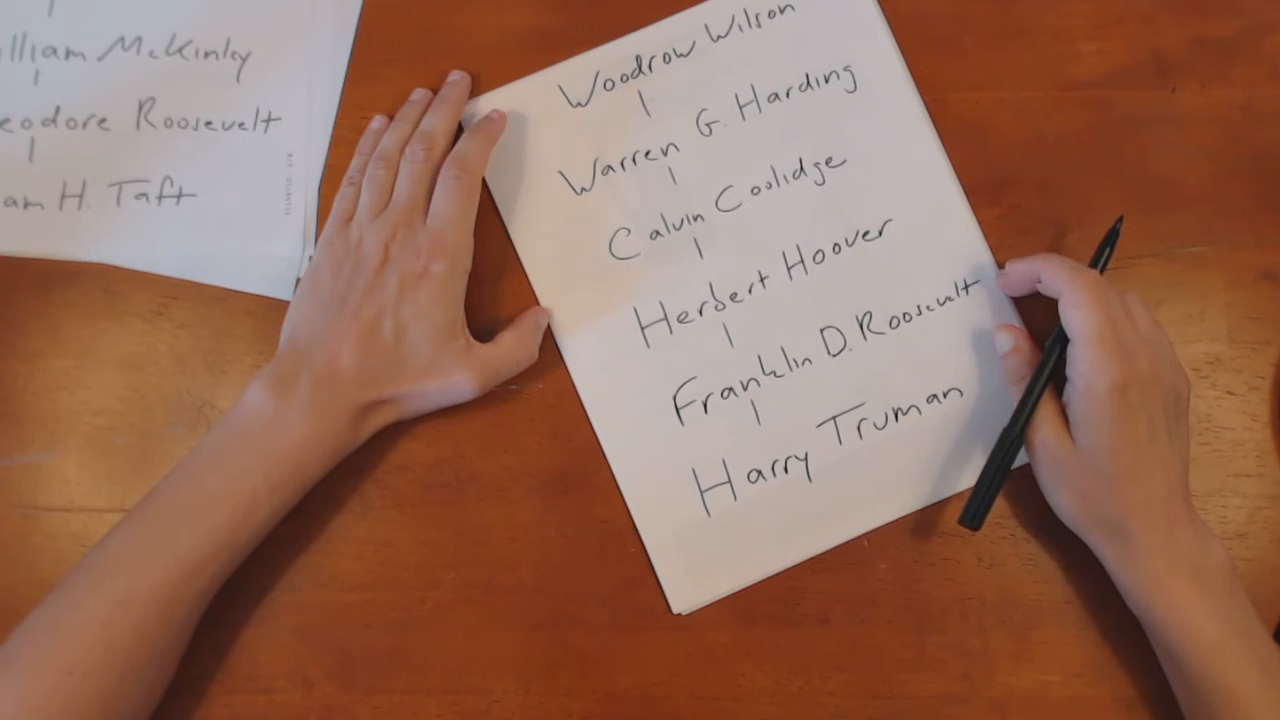 lliam McKinley
eodore Roosevelt
am H. Taft
Woodrow Wilson
Warren G. Harding
Calvin Coolidge
Herbert Hoover
Franklin D. Roosevelt
Harry Truman